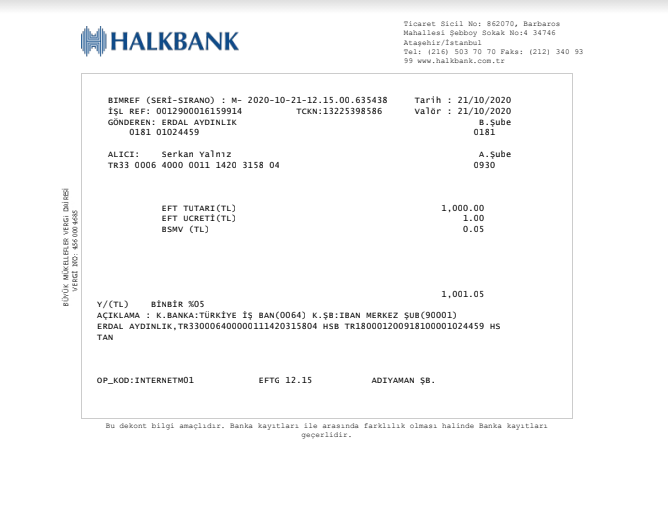 HALKBANK
Ticaret Sicil No: 862070, Barbaros
Mahallesi Şebboy Sokak No:4 34746
Ataşehir/İstanbul
Tel: (216) 503 70 70 Faks: (212) 340 93
99 www.halkbank.com.tr
BIMREF (SERİ-SIRANO) : M- 2020-10-21-12.15.00.635438 Tarih : 21/10/2020
İŞL REF: 0012900016159914 TCKN:13225398586 Valör : 21/10/2020
GÖNDEREN: ERDAL AYDINLIK B.Şube
0181 01024459 0181
ALICI: Serkan Yalnız A.Şube
TR33 0006 4000 0011 1420 3158 04 0930
EFT TUTARI(TL) 1,000.00
EFT UCRETİ(TL) 1.00
BSMV (TL) 0.05
1,001.05
Y/(TL) BİNBİR %05
AÇIKLAMA : K.BANKA:TÜRKİYE İŞ BAN(0064) K.ŞB:IBAN MERKEZ ŞUB(90001)
ERDAL AYDINLIK,TR330006400000111420315804 HSB TR180001200918100001024459 HS
TAN
OP_KOD:INTERNETM01 EFTG 12.15 ADIYAMAN ŞB.
BÜYÜK MÜKELLEFLER VERGİ DAİRESİ
VERGİ NO: 4560004685
Bu dekont bilgi amaçlıdır. Banka kayıtları ile arasında farklılık olması halinde Banka kayıtları
geçerlidir.